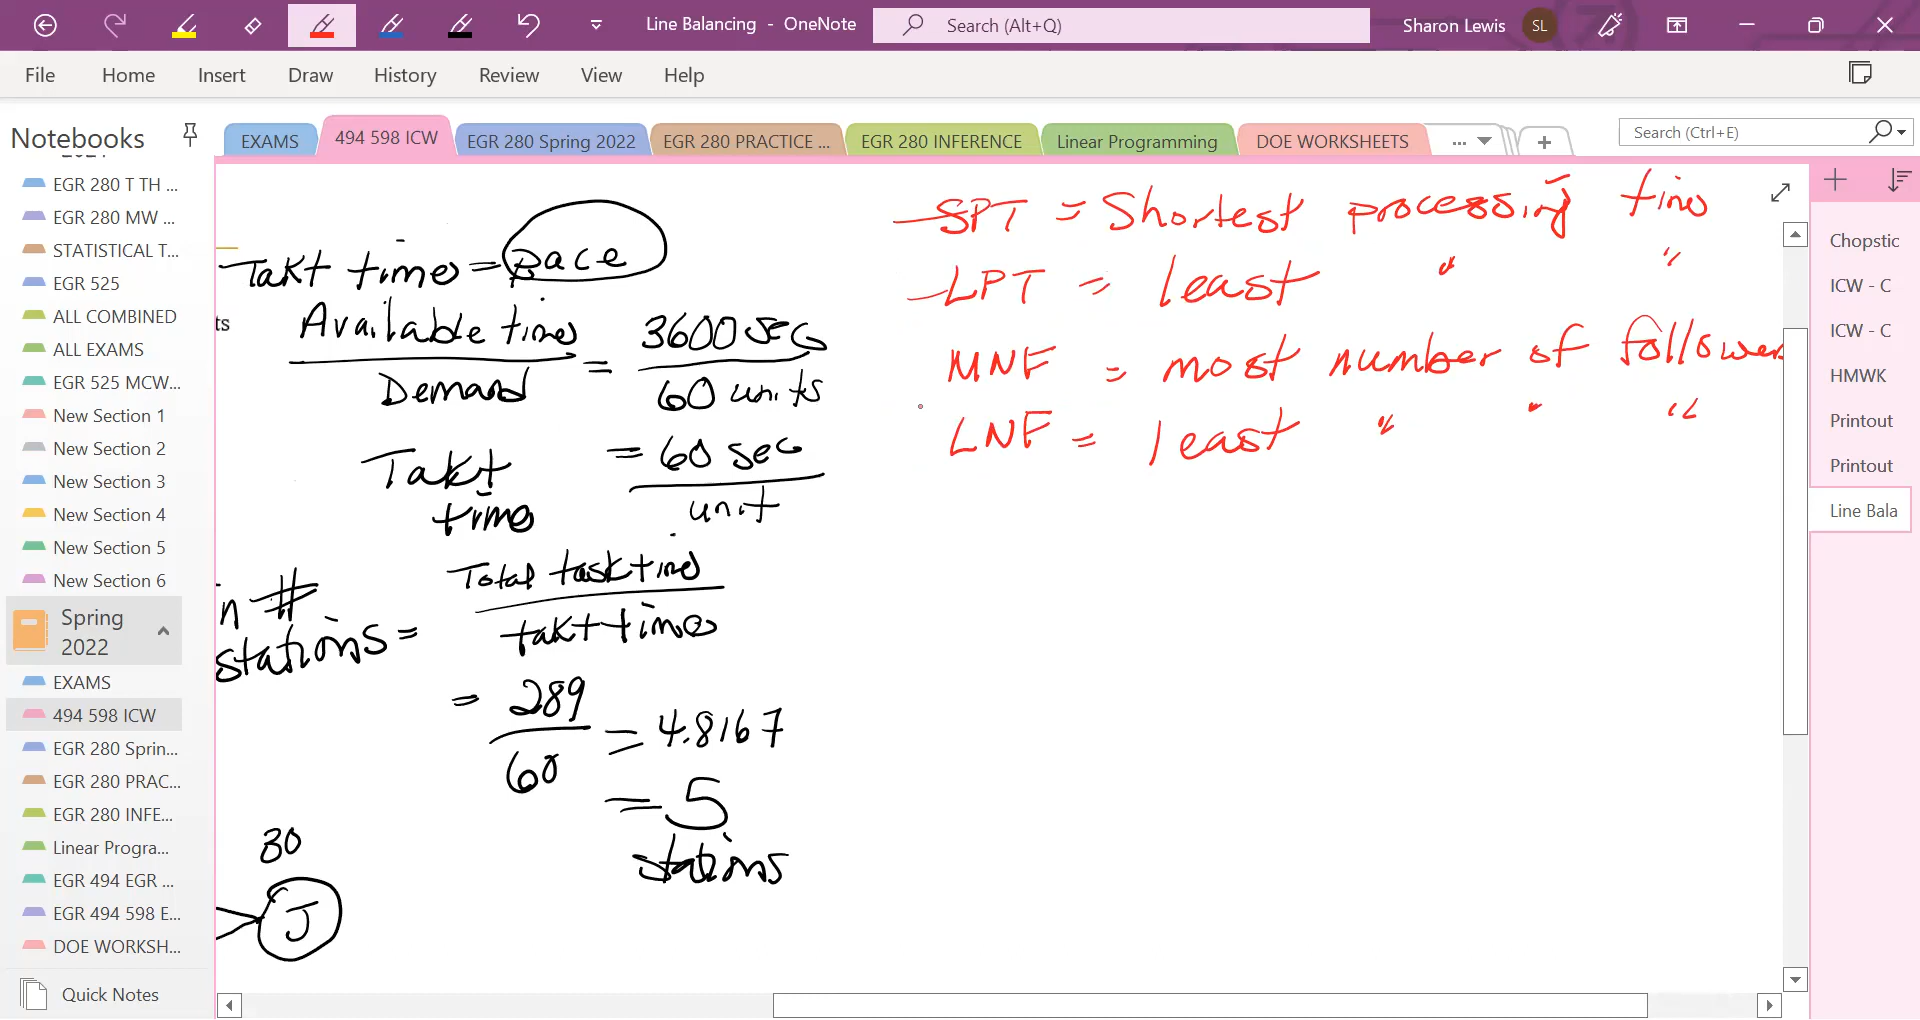 Line Balancing - OneNote
Search (Alt+Q)
Sharon Lewis
SL
File Home Insert Draw History Review View Help
Notebooks
EXAMS
494 598 ICW
EGR 280 Spring 2022
EGR 280 PRACTICE ...
EGR 280 INFERENCE
Linear Programming
DOE WORKSHEETS
...
Search (Ctrl+E)
EGR 280 T TH ...
EGR 280 MW ...
STATISTICAL T...
EGR 525
ALL COMBINED
ALL EXAMS
EGR 525 MCW...
New Section 1
New Section 2
New Section 3
New Section 4
New Section 5
New Section 6
Spring
2022
EXAMS
494 598 ICW
EGR 280 Sprin...
EGR 280 PRAC...
EGR 280 INFE...
Linear Progra...
EGR 494 EGR ...
EGR 494 598 E...
DOE WORKSH...
Quick Notes
Takt time = pace
ts
Available time
Demand
= 3600 sec
60 units
Takt
time
= 60 sec
unit
n #
stations =
Total task time
takt time
= 289
60
= 4.8167
= 5
stations
30
J
SPT = Shortest processing time
LPT = least " "
MNF = most number of follower
LNF = least " " "
Chopstic
ICW - C
ICW - C
HMWK
Printout
Printout
Line Bala